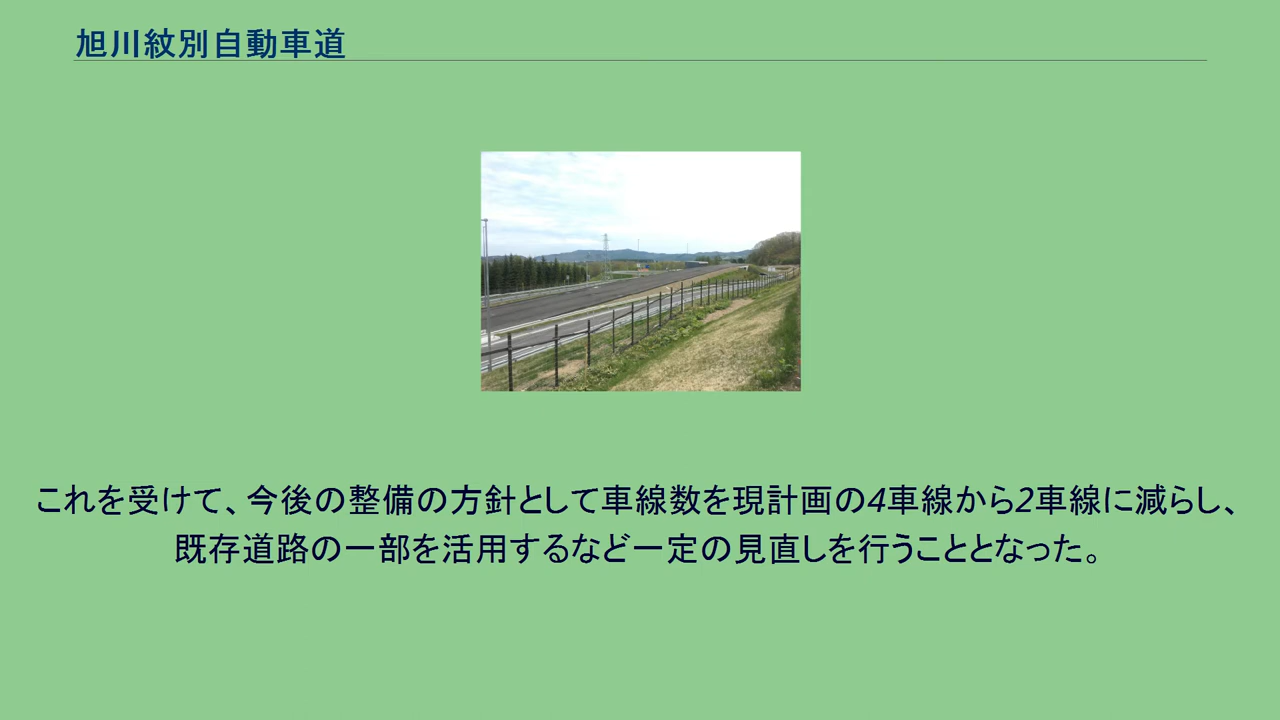 旭川紋別自動車道
これを受けて、今後の整備の方針として車線数を現計画の4車線から2車線に減らし、
既存道路の一部を活用するなど一定の見直しを行うこととなった。